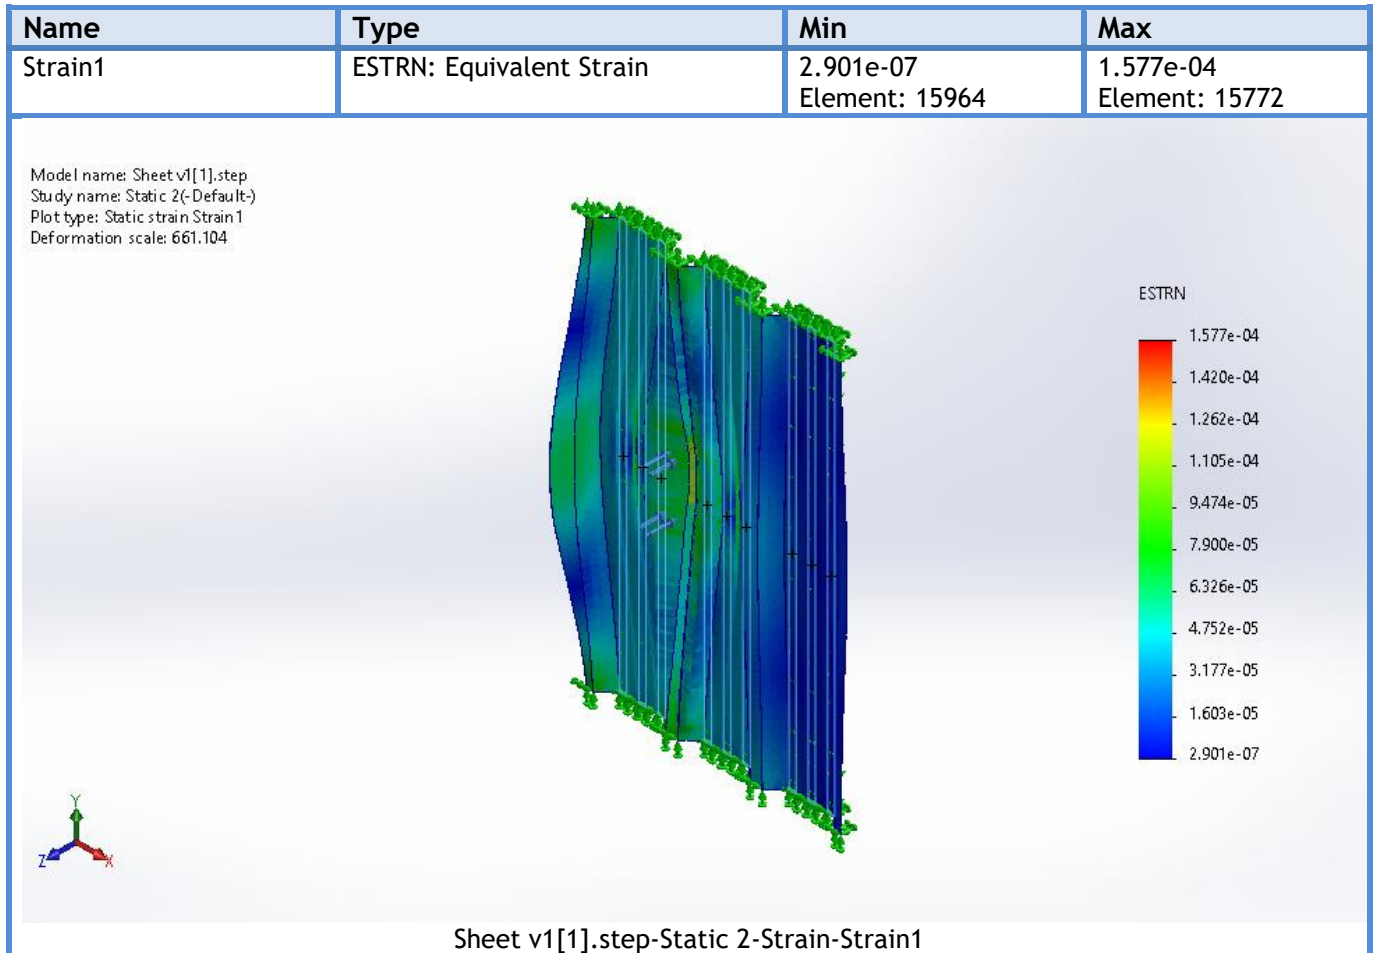 Name Type Min Max
Strain1 ESTRN: Equivalent Strain 2.901e-07 1.577e-04
Element: 15964 Element: 15772
Model name: Sheet v1[1].step
Study name: Static 2(-Default-)
Plot type: Static strain Strain1
Deformation scale: 661.104
ESTRN
1.577e-04
1.420e-04
1.262e-04
1.105e-04
9.474e-05
7.900e-05
6.326e-05
4.752e-05
3.177e-05
1.603e-05
2.901e-07
Y
Z X
Sheet v1[1].step-Static 2-Strain-Strain1